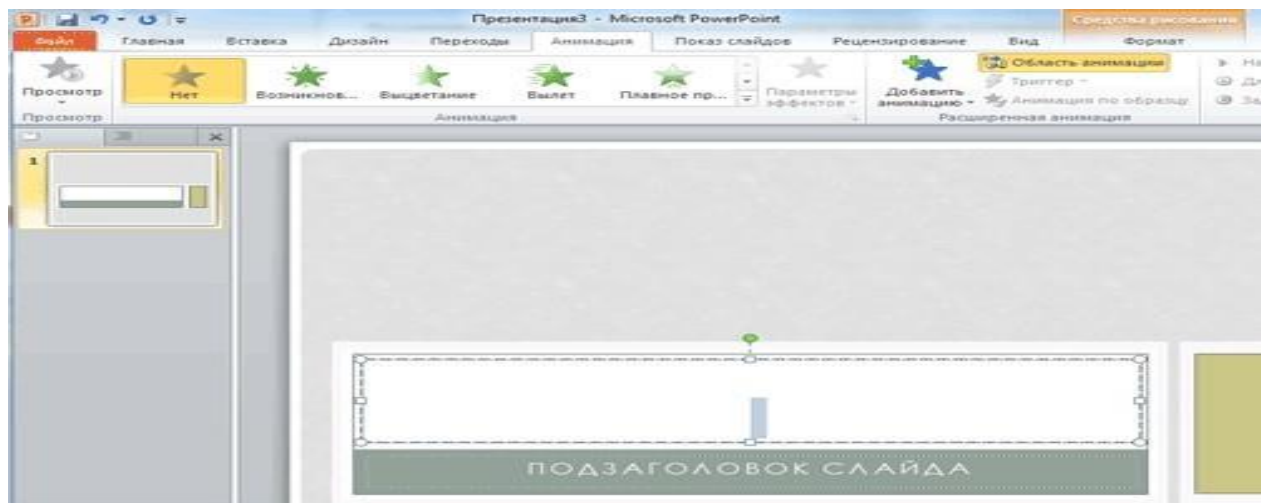 Презентация3 - Microsoft PowerPoint
Средства рисования
Файл Главная Вставка Дизайн Переходы Анимация Показ слайдов Рецензирование Вид Формат
Просмотр
Нет
Возникнов...
Выцветание
Вылет
Плавное пр...
Параметры эффектов
Добавить анимацию
Область анимации
Триггер
Анимация по образцу
Просмотр
Анимация
Расширенная анимация
1
ПОДЗАГОЛОВОК СЛАЙДА